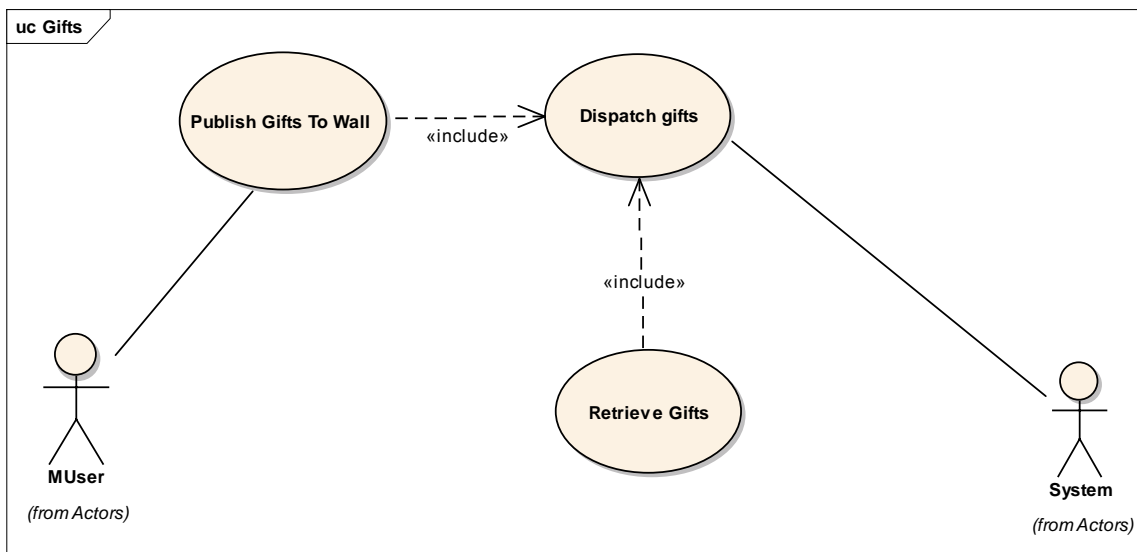 uc Gifts
Publish Gifts To Wall
Dispatch gifts
«include»
«include»
Retrieve Gifts
MUser
(from Actors)
System
(from Actors)